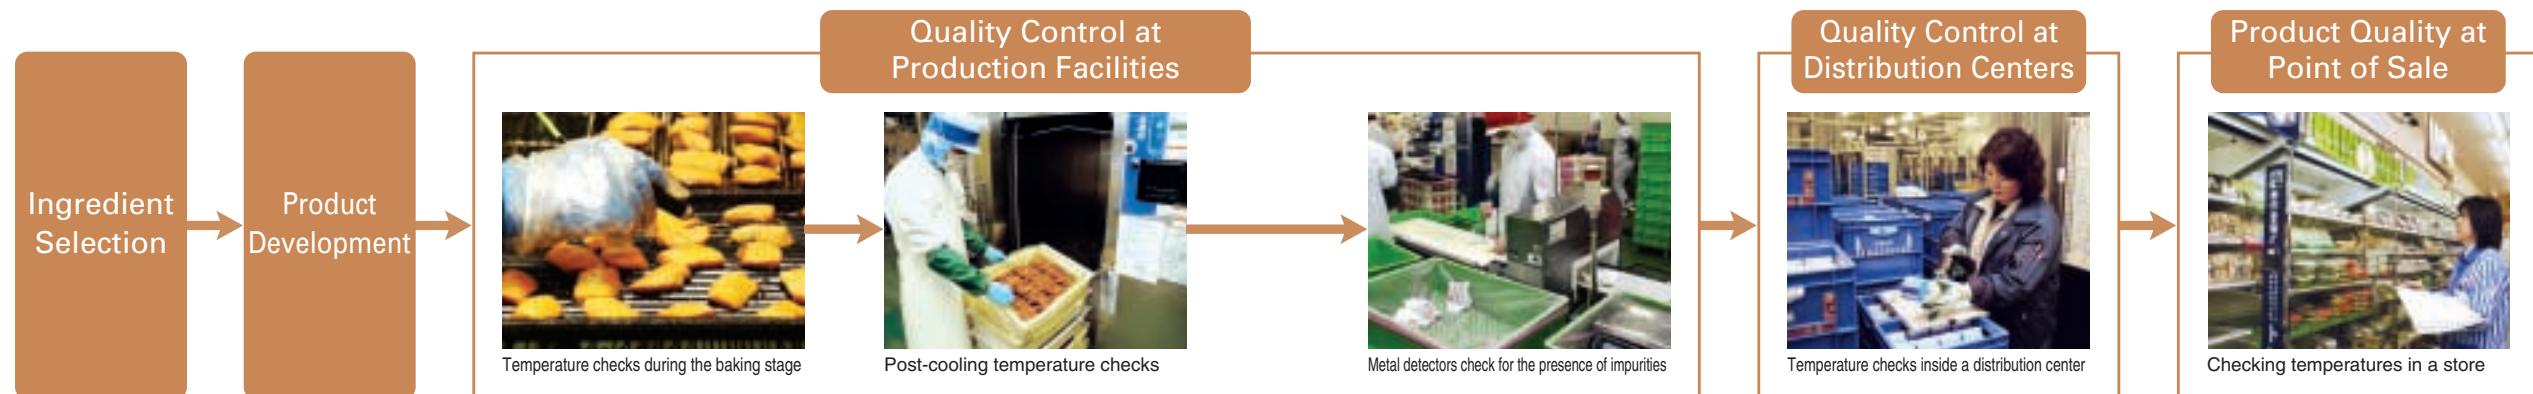 Ingredient
Selection
Product
Development
Quality Control at
Production Facilities
Temperature checks during the baking stage
Post-cooling temperature checks
Metal detectors check for the presence of impurities
Quality Control at
Distribution Centers
Temperature checks inside a distribution center
Product Quality at
Point of Sale
Checking temperatures in a store